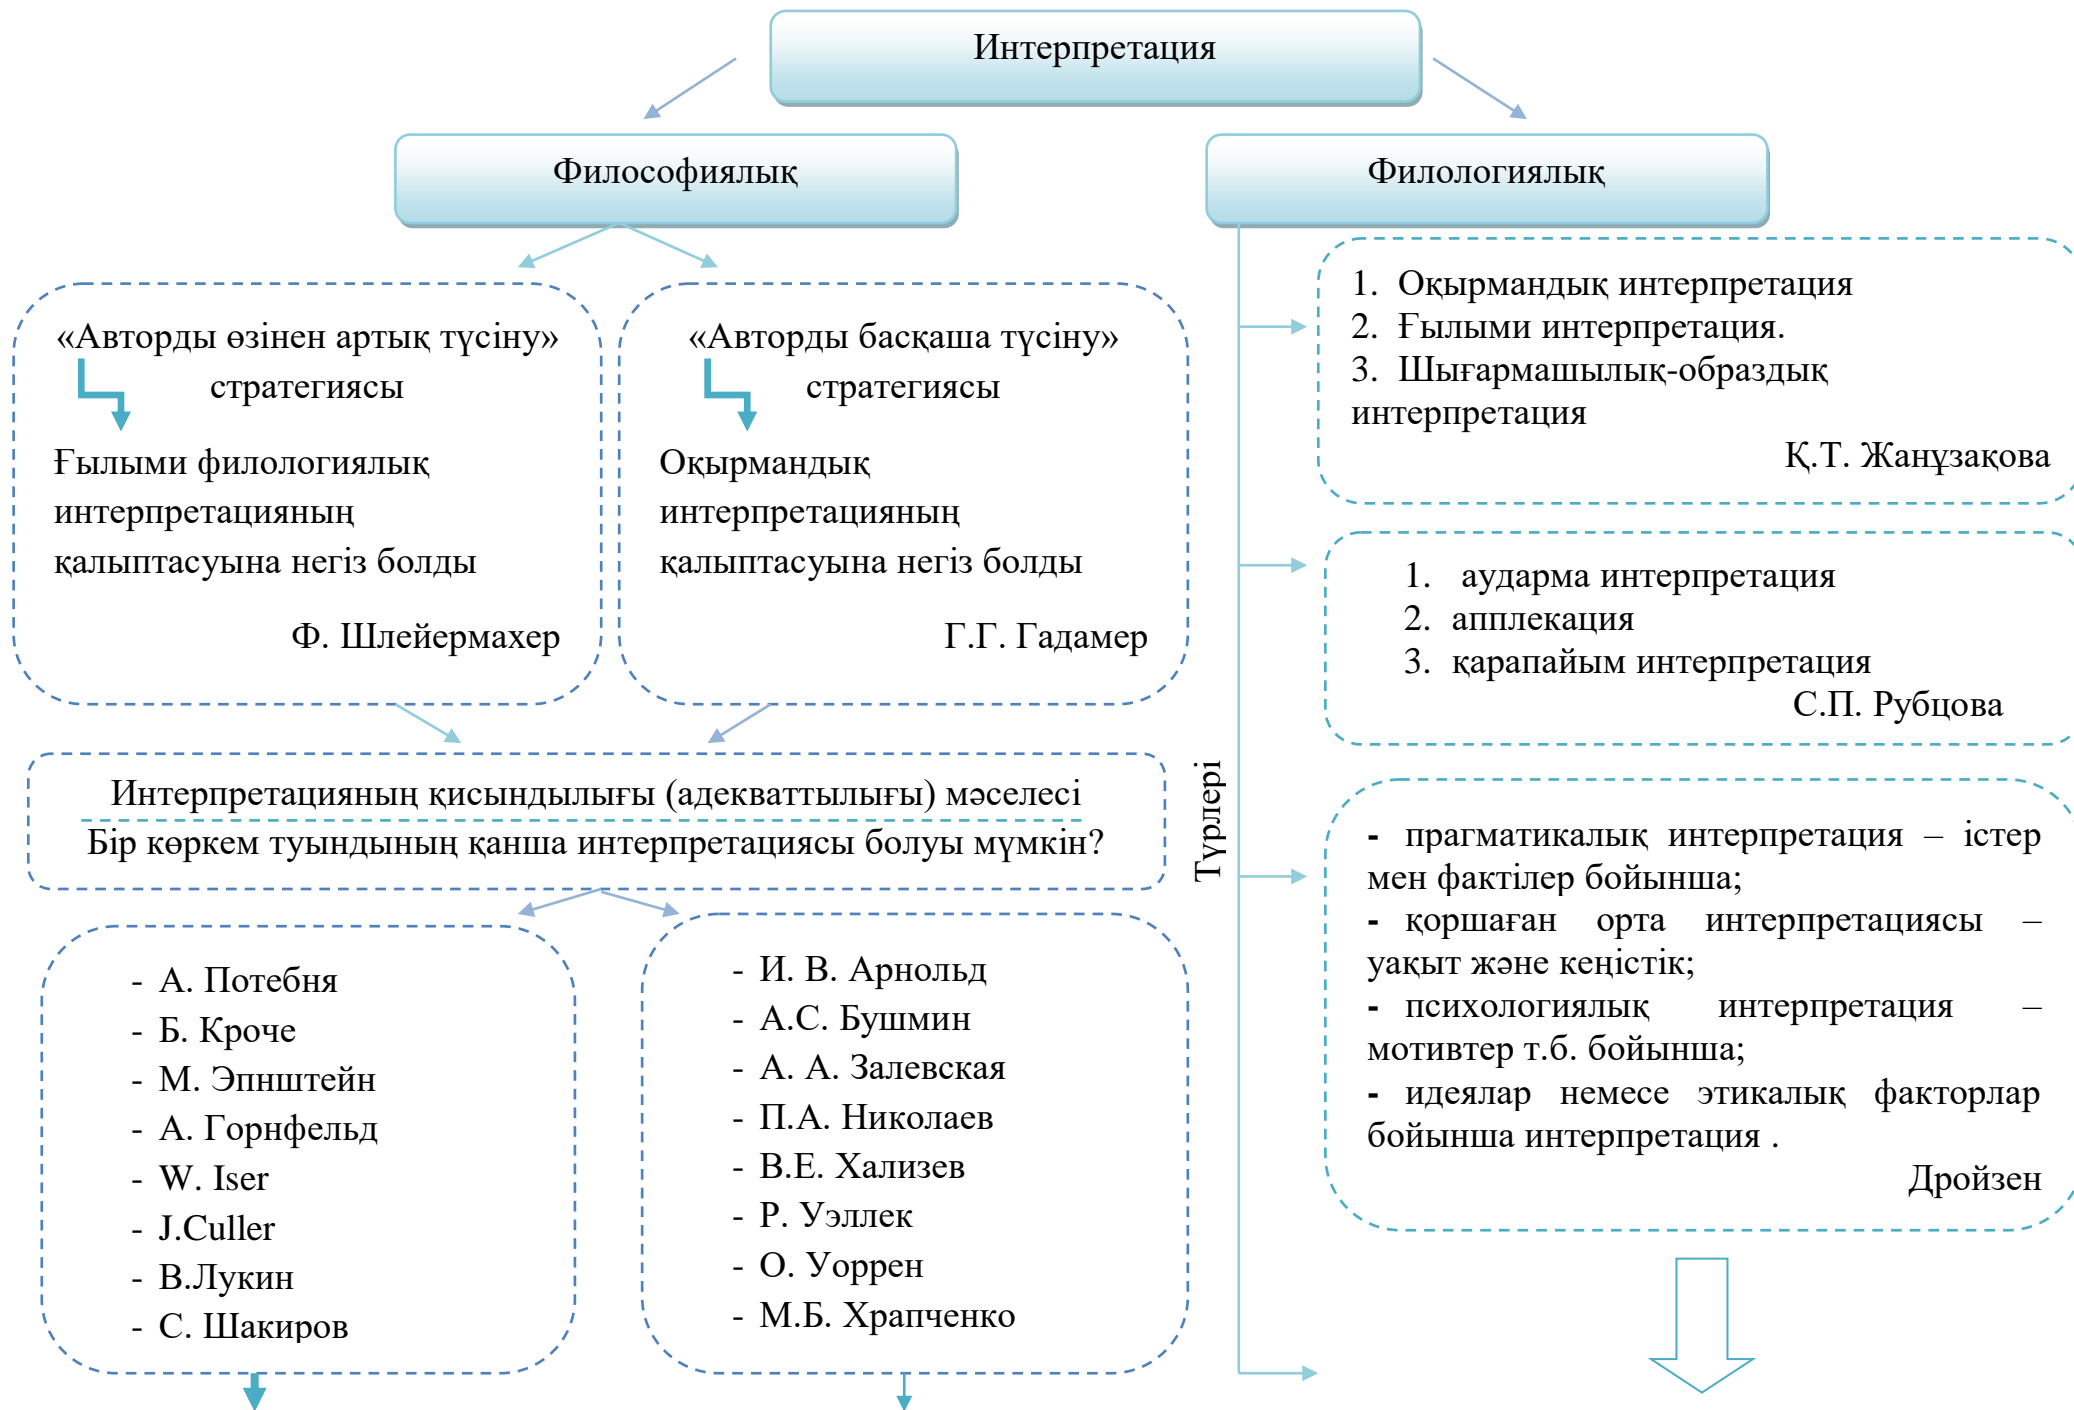 Интерпретация
Философиялық
Филологиялық
«Авторды өзінен артық түсіну»
стратегиясы
Ғылыми филологиялық
интерпретацияның
қалыптасуына негіз болды
Ф. Шлейермахер
«Авторды басқаша түсіну»
стратегиясы
Оқырмандық
интерпретацияның
қалыптасуына негіз болды
Г.Г. Гадамер
Интерпретацияның қисындылығы (адекваттылығы) мәселесі
Бір көркем туындының қанша интерпретациясы болуы мүмкін?
- А. Потебня
- Б. Кроче
- М. Эпнштейн
- А. Горнфельд
- W. Iser
- J.Culler
- В.Лукин
- С. Шакиров
- И. В. Арнольд
- А.С. Бушмин
- А. А. Залевская
- П.А. Николаев
- В.Е. Хализев
- Р. Уэллек
- О. Уоррен
- М.Б. Храпченко
Түрлері
1. Оқырмандық интерпретация
2. Ғылыми интерпретация.
3. Шығармашылық-образдық
интерпретация
Қ.Т. Жанұзақова
1. аударма интерпретация
2. апплекация
3. қарапайым интерпретация
С.П. Рубцова
- прагматикалық интерпретация – істер
мен фактілер бойынша;
- қоршаған орта интерпретациясы –
уақыт және кеңістік;
- психологиялық интерпретация –
мотивтер т.б. бойынша;
- идеялар немесе этикалық факторлар
бойынша интерпретация .
Дройзен